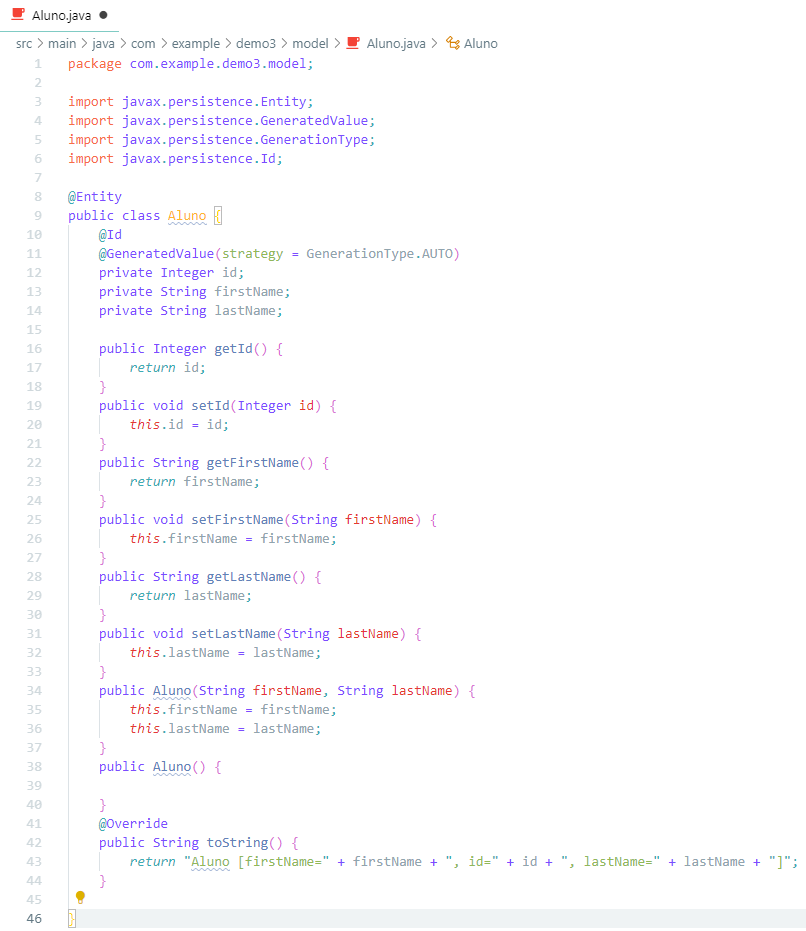 Aluno.java
src > main > java > com > example > demo3 > model > Aluno.java > Aluno
1 package com.example.demo3.model;
2
3 import javax.persistence.Entity;
4 import javax.persistence.GeneratedValue;
5 import javax.persistence.GenerationType;
6 import javax.persistence.Id;
7
8 @Entity
9 public class Aluno {
10     @Id
11     @GeneratedValue(strategy = GenerationType.AUTO)
12     private Integer id;
13     private String firstName;
14     private String lastName;
15
16     public Integer getId() {
17         return id;
18     }
19     public void setId(Integer id) {
20         this.id = id;
21     }
22     public String getFirstName() {
23         return firstName;
24     }
25     public void setFirstName(String firstName) {
26         this.firstName = firstName;
27     }
28     public String getLastName() {
29         return lastName;
30     }
31     public void setLastName(String lastName) {
32         this.lastName = lastName;
33     }
34     public Aluno(String firstName, String lastName) {
35         this.firstName = firstName;
36         this.lastName = lastName;
37     }
38     public Aluno() {
39
40     }
41     @Override
42     public String toString() {
43         return "Aluno [firstName=" + firstName + ", id=" + id + ", lastName=" + lastName + "]";
44     }
45
46 }